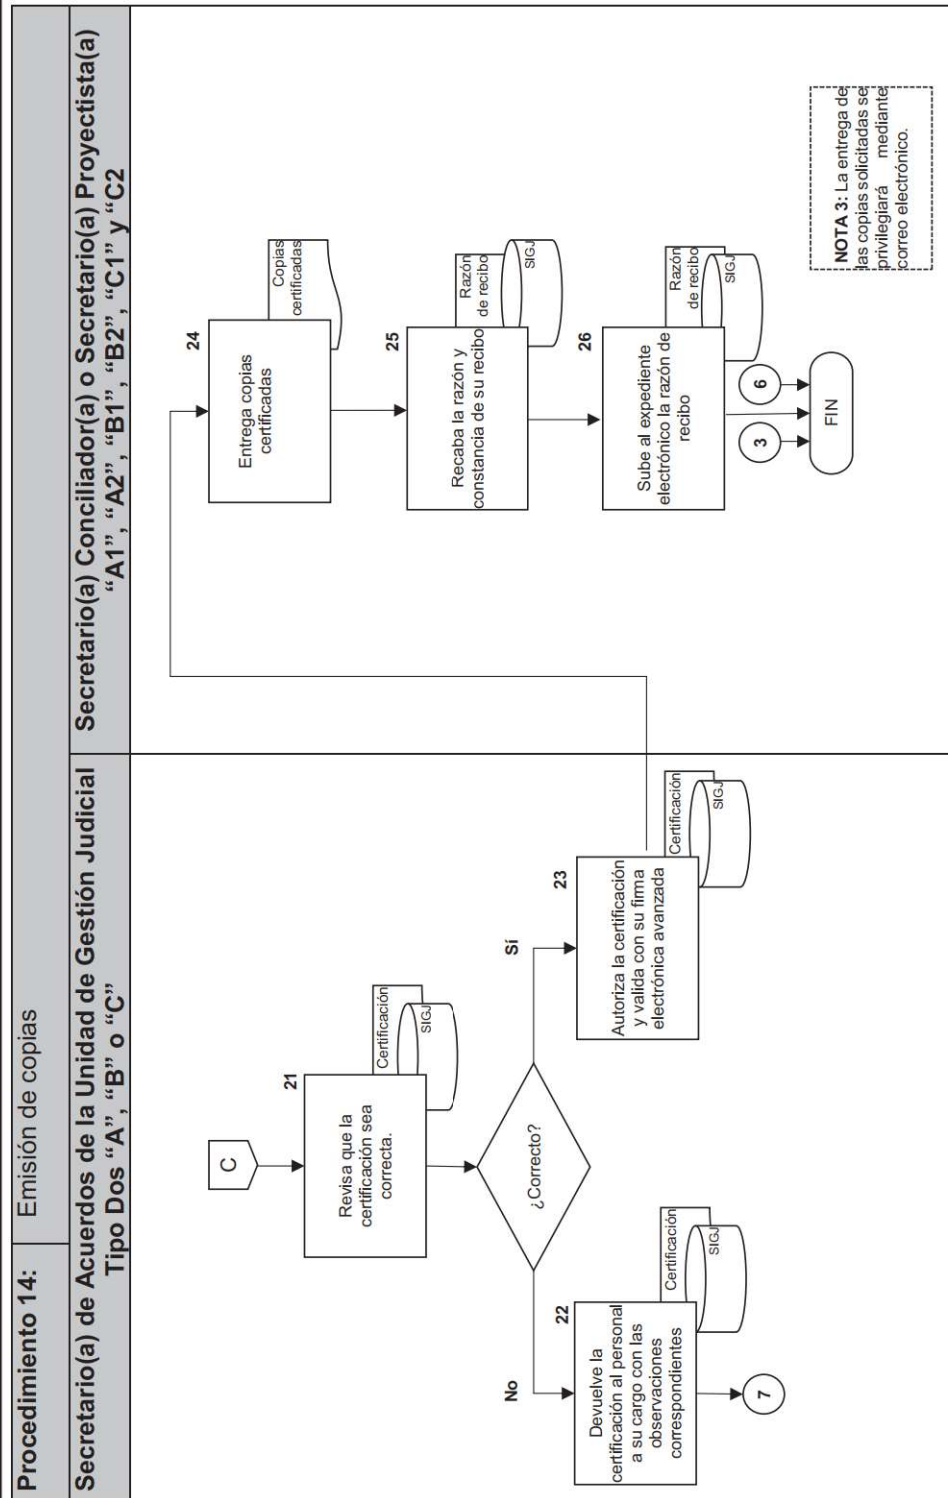 Procedimiento 14:
Emisión de copias
Secretario(a) de Acuerdos de la Unidad de Gestión Judicial
Tipo Dos “A”, “B” o “C”
Secretario(a) Conciliador(a) o Secretario(a) Proyectista(a)
“A1”, “A2”, “B1”, “B2”, “C1” y “C2
C
21
Revisa que la
certificación sea
correcta.
Certificación
SIGJ
¿Correcto?
No
Sí
22
Devuelve la
certificación al personal
a su cargo con las
observaciones
correspondientes
Certificación
SIGJ
7
23
Autoriza la certificación
y valida con su firma
electrónica avanzada
Certificación
SIGJ
24
Entrega copias
certificadas
Copias
certificadas
25
Recaba la razón y
constancia de su recibo
Razón
de recibo
SIGJ
26
Sube al expediente
electrónico la razón de
recibo
Razón
de recibo
SIGJ
3
6
FIN
NOTA 3: La entrega de
las copias solicitadas se
privilegiará mediante
correo electrónico.